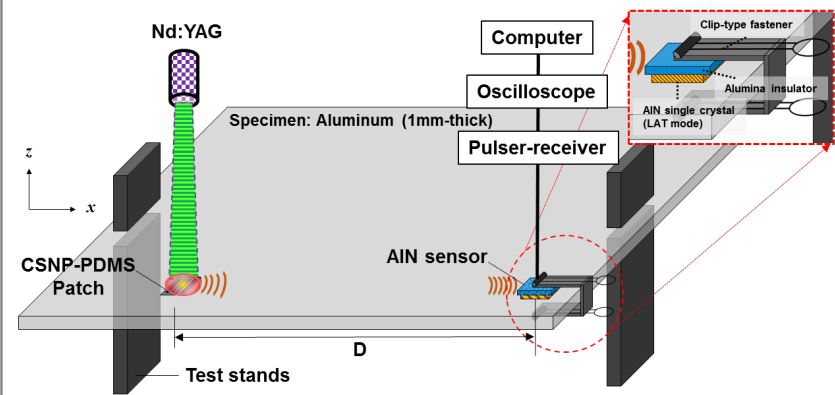 Nd:YAG
Computer
Oscilloscope
Pulser-receiver
Specimen: Aluminum (1mm-thick)
Clip-type fastener
Alumina insulator
AlN single crystal
(LAT mode)
z
x
CSNP-PDMS
Patch
AlN sensor
D
Test stands